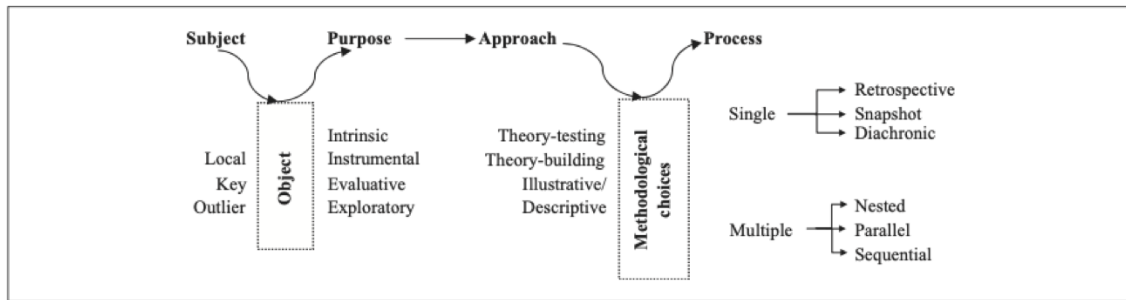 Subject Purpose Approach Process
Object
Local
Key
Outlier
Intrinsic
Instrumental
Evaluative
Exploratory
Theory-testing
Theory-building
Illustrative/
Descriptive
Methodological
choices
Single
Retrospective
Snapshot
Diachronic
Multiple
Nested
Parallel
Sequential